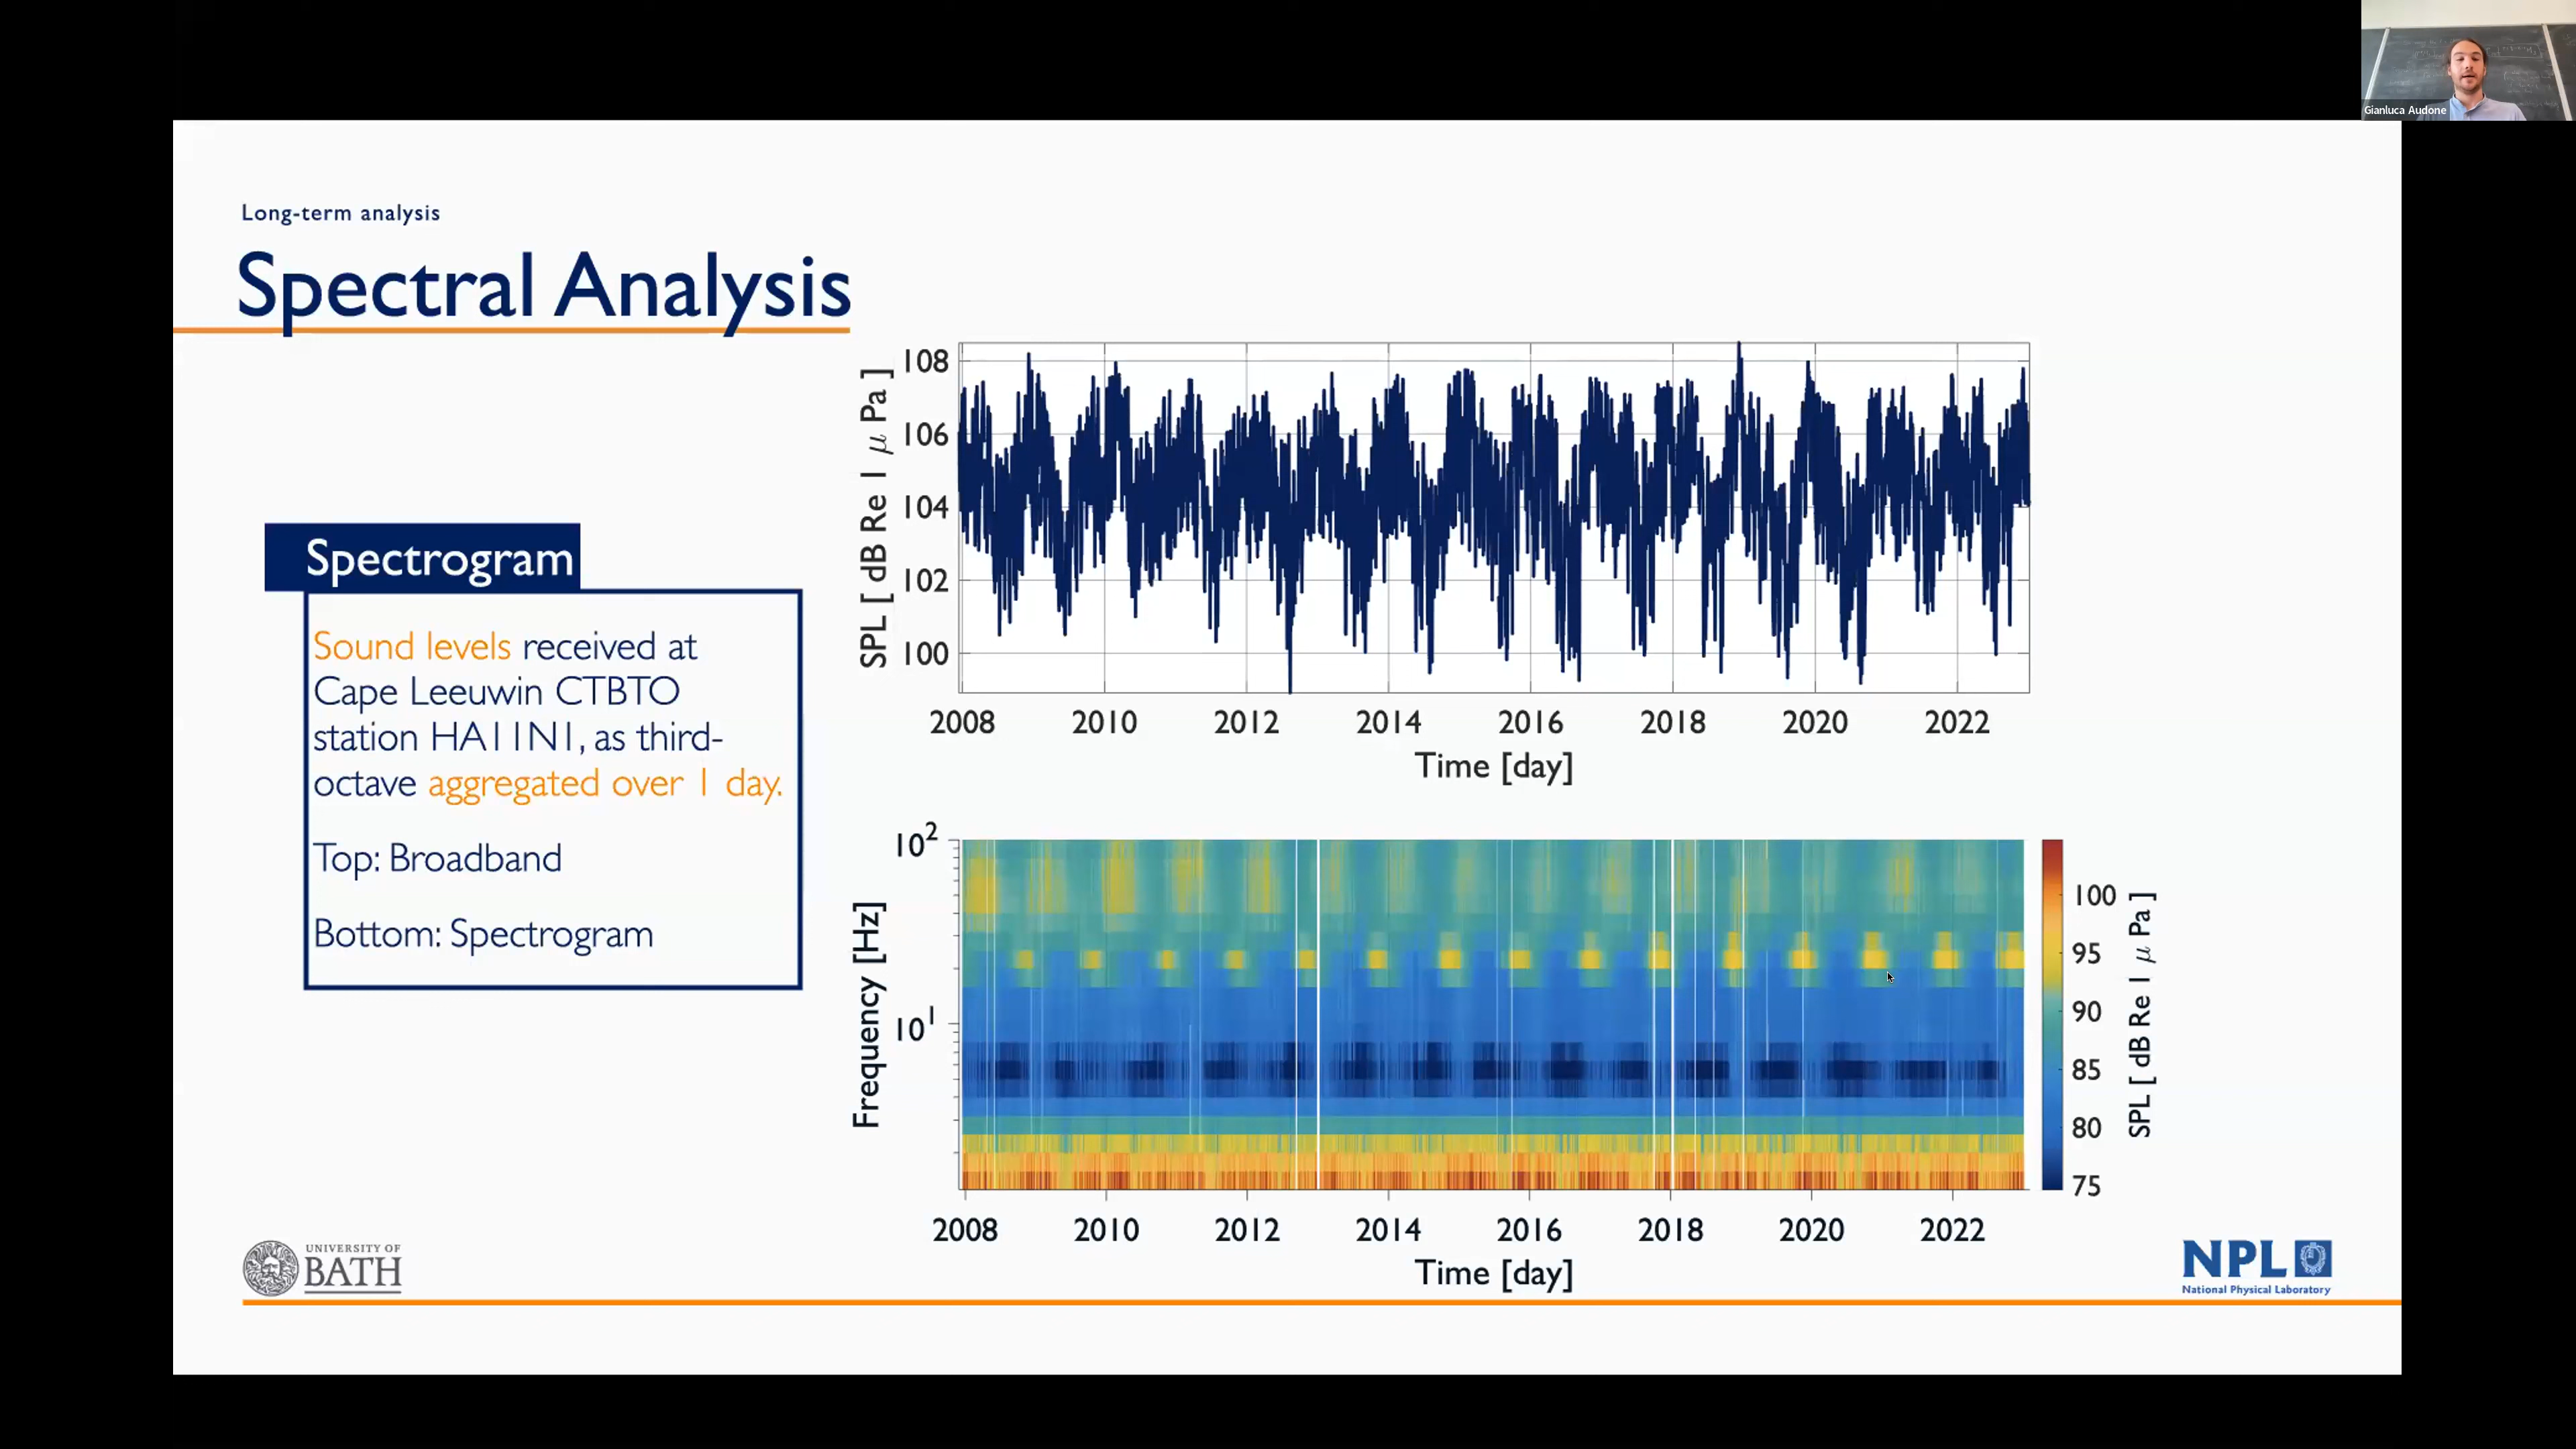 Gianluca Audone
Long-term analysis
Spectral Analysis
Spectrogram
Sound levels received at
Cape Leeuwin CTBTO
station HA11N1, as third-
octave aggregated over 1 day.
Top: Broadband
Bottom: Spectrogram
SPL [ dB Re 1 μ Pa ]
108
106
104
102
100
2008 2010 2012 2014 2016 2018 2020 2022
Time [day]
Frequency [Hz]
10²
10¹
2008 2010 2012 2014 2016 2018 2020 2022
Time [day]
100
95
90
85
80
75
SPL [ dB Re 1 μ Pa ]
UNIVERSITY OF
BATH
NPL
National Physical Laboratory